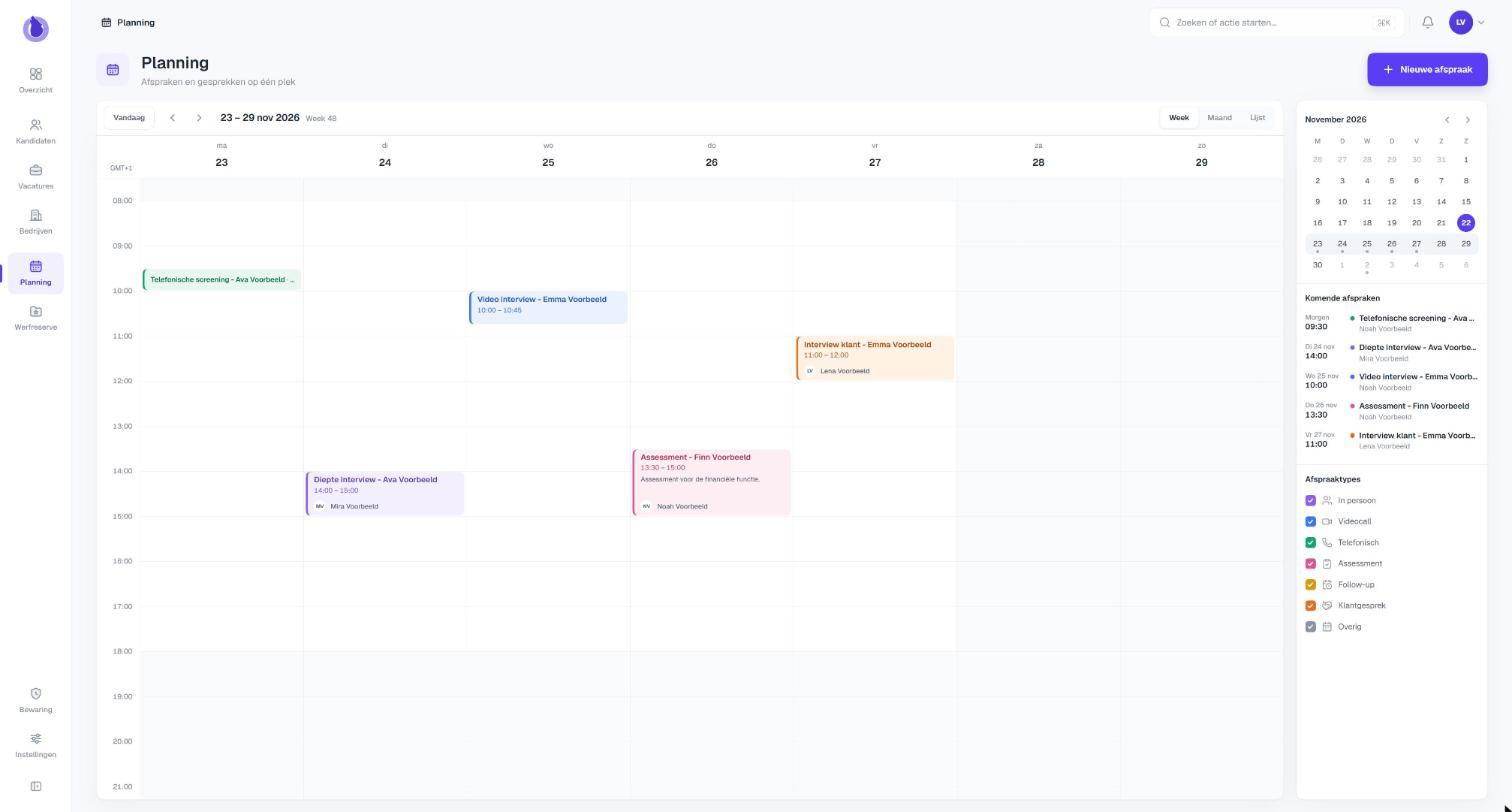 Planning
Zoeken of actie starten...
⌘K
LV
Overzicht
Kandidaten
Vacatures
Bedrijven
Planning
Werfreserve
Bewaring
Instellingen
Planning
Afspraken en gesprekken op één plek
Nieuwe afspraak
Vandaag
23 – 29 nov 2026 Week 48
Week Maand Lijst
GMT+1
ma di wo do vr za zo
23 24 25 26 27 28 29
08:00
09:00
Telefonische screening - Ava Voorbeeld · ...
10:00
Video interview - Emma Voorbeeld
10:00 – 10:45
11:00
Interview klant - Emma Voorbeeld
11:00 – 12:00
LV Lena Voorbeeld
12:00
13:00
Assessment - Finn Voorbeeld
13:30 – 15:00
Assessment voor de financiële functie.
NV Noah Voorbeeld
14:00
Diepte interview - Ava Voorbeeld
14:00 – 15:00
MV Mira Voorbeeld
15:00
16:00
17:00
18:00
19:00
20:00
21:00
November 2026
M D W D V Z Z
26 27 28 29 30 31 1
2 3 4 5 6 7 8
9 10 11 12 13 14 15
16 17 18 19 20 21 22
23 24 25 26 27 28 29
30 1 2 3 4 5 6
Komende afspraken
Morgen
09:30
Telefonische screening - Ava ...
Noah Voorbeeld
Di 24 nov
14:00
Diepte interview - Ava Voorbe...
Mira Voorbeeld
Wo 25 nov
10:00
Video interview - Emma Voorb...
Noah Voorbeeld
Do 26 nov
13:30
Assessment - Finn Voorbeeld
Noah Voorbeeld
Vr 27 nov
11:00
Interview klant - Emma Voorb...
Lena Voorbeeld
Afspraaktypes
In persoon
Videocall
Telefonisch
Assessment
Follow-up
Klantgesprek
Overig